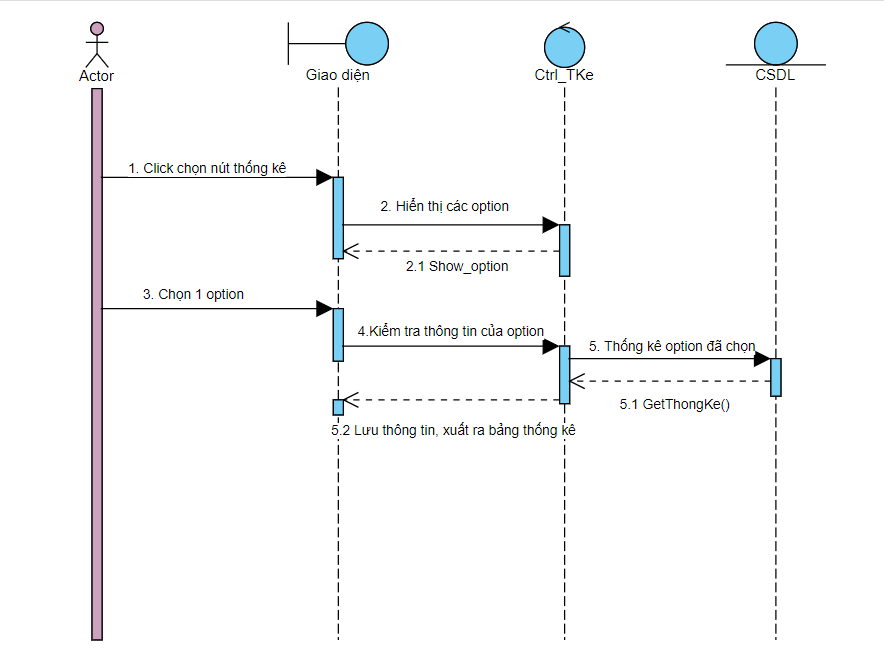 Actor
Giao diện
Ctrl_TKe
CSDL
1. Click chọn nút thống kê
2. Hiển thị các option
2.1 Show_option
3. Chọn 1 option
4.Kiểm tra thông tin của option
5. Thống kê option đã chọn
5.1 GetThongKe()
5.2 Lưu thông tin, xuất ra bảng thống kê